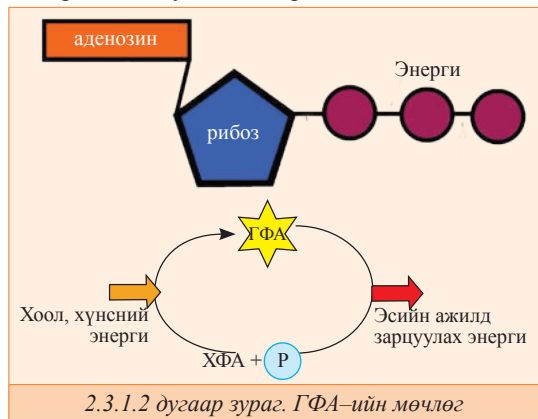 аденозин
Энерги
рибоз
ГФА
Хоол, хүнсний
энерги
Эсийн ажилд
зарцуулах энерги
ХФА + P
2.3.1.2 дугаар зураг. ГФА–ийн мөчлөг